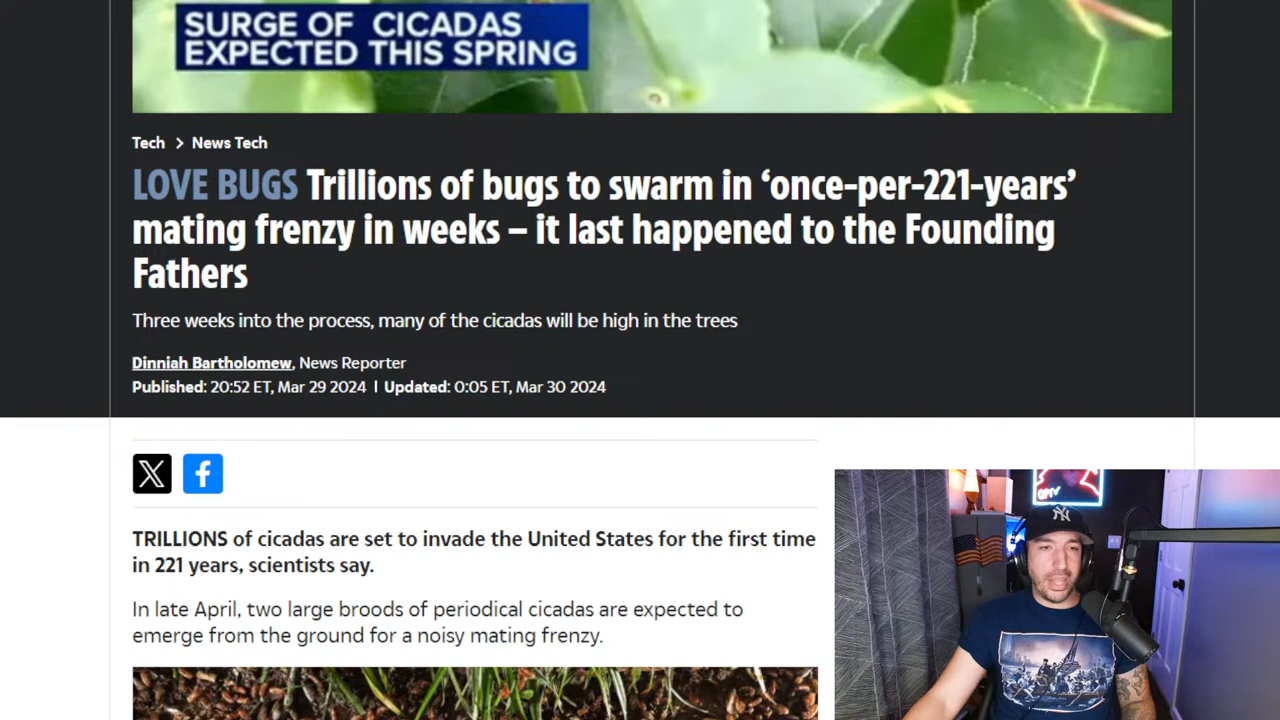 SURGE OF CICADAS
EXPECTED THIS SPRING
Tech > News Tech
LOVE BUGS Trillions of bugs to swarm in ‘once-per-221-years’
mating frenzy in weeks – it last happened to the Founding
Fathers
Three weeks into the process, many of the cicadas will be high in the trees
Dinniah Bartholomew, News Reporter
Published: 20:52 ET, Mar 29 2024 | Updated: 0:05 ET, Mar 30 2024
TRILLIONS of cicadas are set to invade the United States for the first time
in 221 years, scientists say.
In late April, two large broods of periodical cicadas are expected to
emerge from the ground for a noisy mating frenzy.